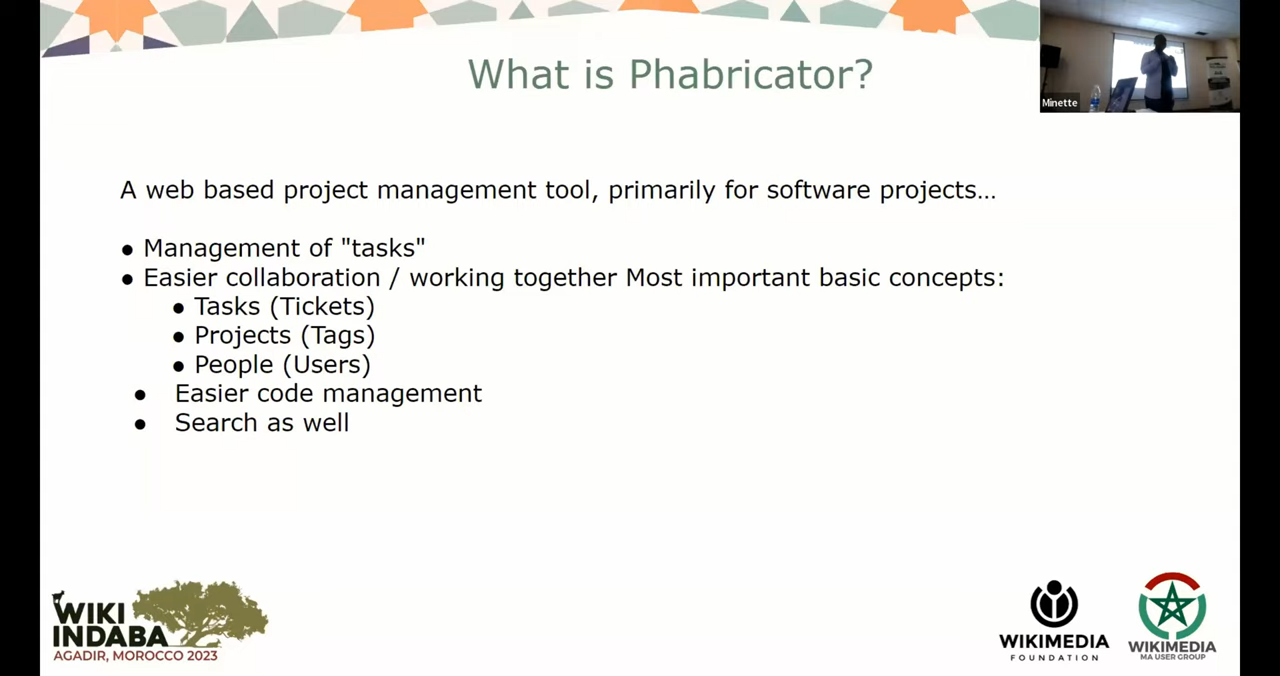 What is Phabricator?
Minette
A web based project management tool, primarily for software projects…
● Management of "tasks"
● Easier collaboration / working together Most important basic concepts:
● Tasks (Tickets)
● Projects (Tags)
● People (Users)
● Easier code management
● Search as well
WIKI
INDABA
AGADIR, MOROCCO 2023
WIKIMEDIA
FOUNDATION
WIKIMEDIA
MA USER GROUP